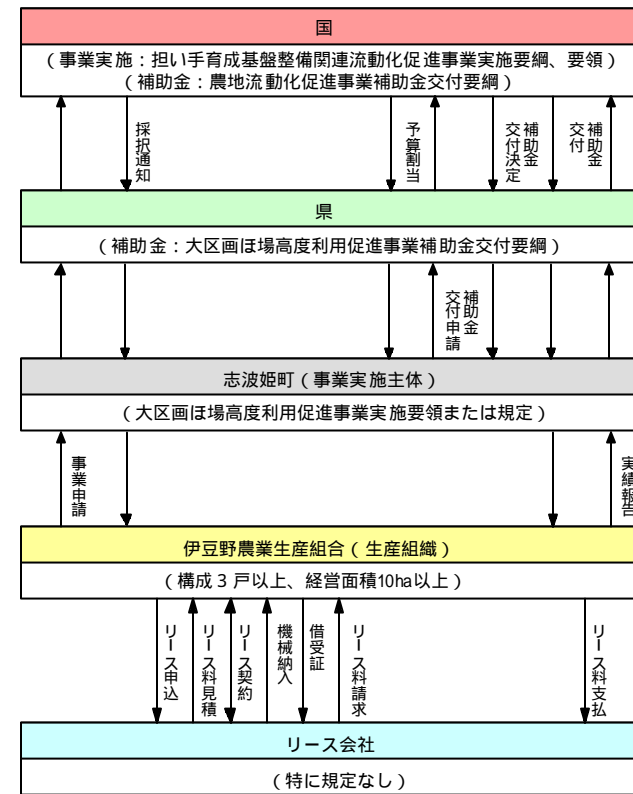 国
(事業実施：担い手育成基盤整備関連流動化促進事業実施要綱、要領)
(補助金：農地流動化促進事業補助金交付要綱)
採択通知
予算割当
補助金
交付決定
補助金
交付
県
(補助金：大区画ほ場高度利用促進事業補助金交付要綱)
補助金
交付申請
志波姫町(事業実施主体)
(大区画ほ場高度利用促進事業実施要領または規定)
事業申請
実績報告
伊豆野農業生産組合(生産組織)
(構成3戸以上、経営面積10ha以上)
リース申込
リース料見積
リース契約
機械納入
借受証
リース料請求
リース料支払
リース会社
(特に規定なし)